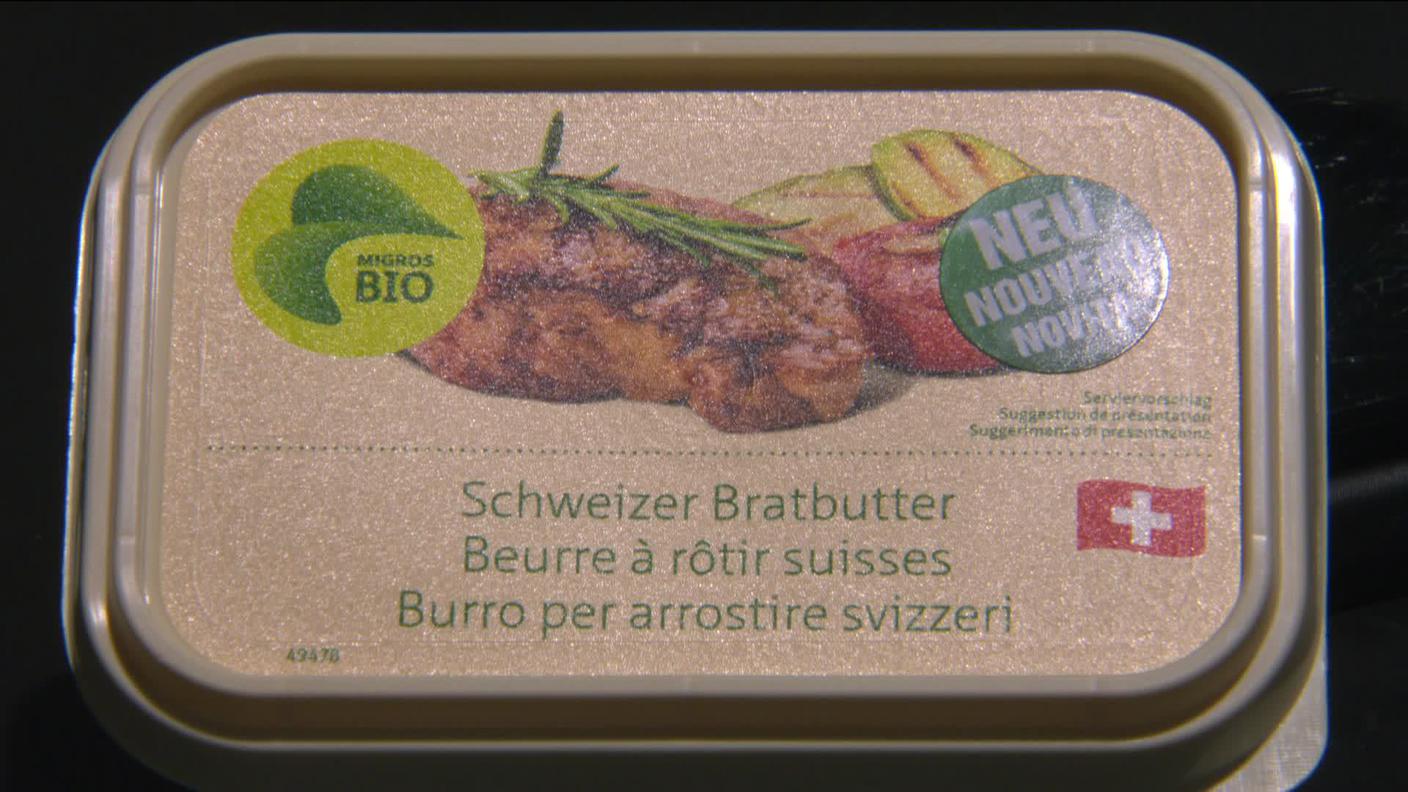 MIGROS
BIO
NEU
NOUVEAU
NOVITÀ
Serviervorschlag
Suggestion de présentation
Suggerimento di presentazione
Schweizer Bratbutter
Beurre à rôtir suisses
Burro per arrostire svizzeri
49478